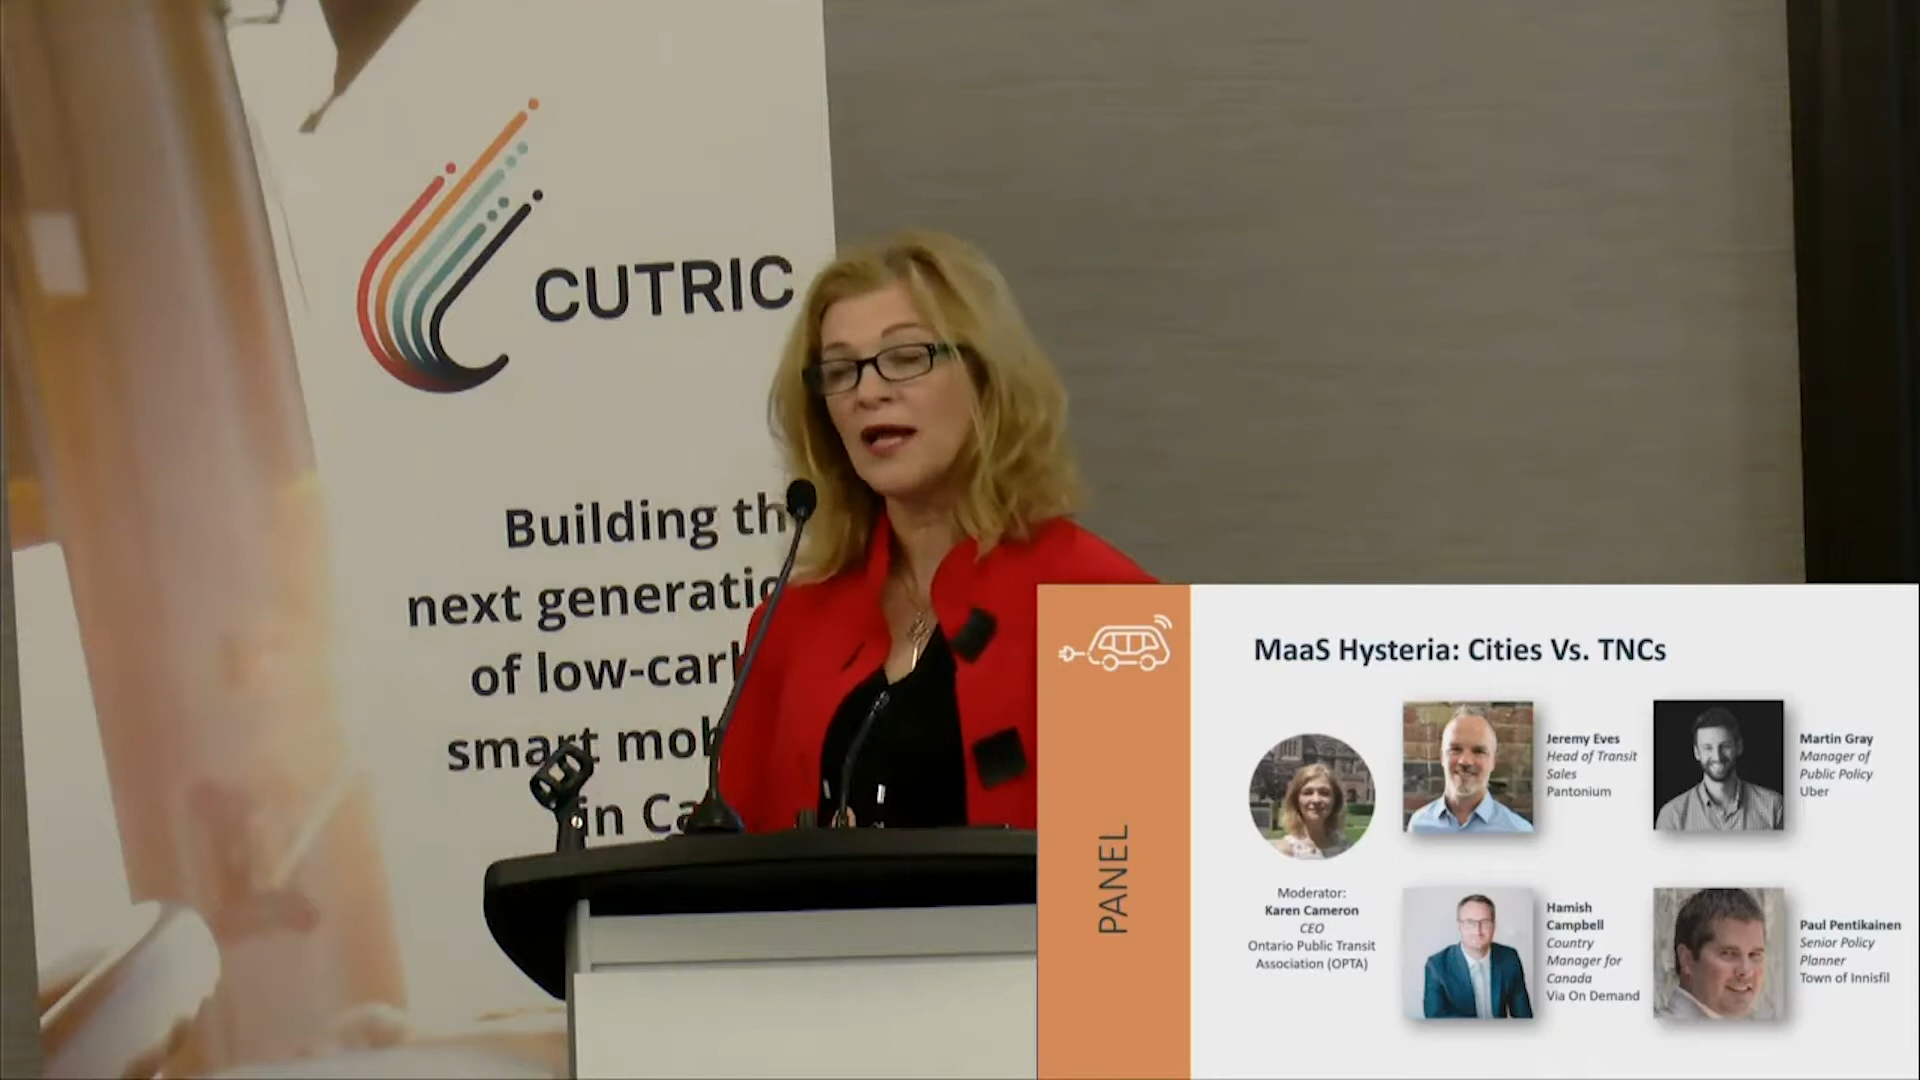 CUTRIC
Building th
next generatio
of low-carb
smart mob
in Ca
MaaS Hysteria: Cities Vs. TNCs
PANEL
Moderator:
Karen Cameron
CEO
Ontario Public Transit
Association (OPTA)
Jeremy Eves
Head of Transit
Sales
Pantonium
Martin Gray
Manager of
Public Policy
Uber
Hamish
Campbell
Country
Manager for
Canada
Via On Demand
Paul Pentikainen
Senior Policy
Planner
Town of Innisfil